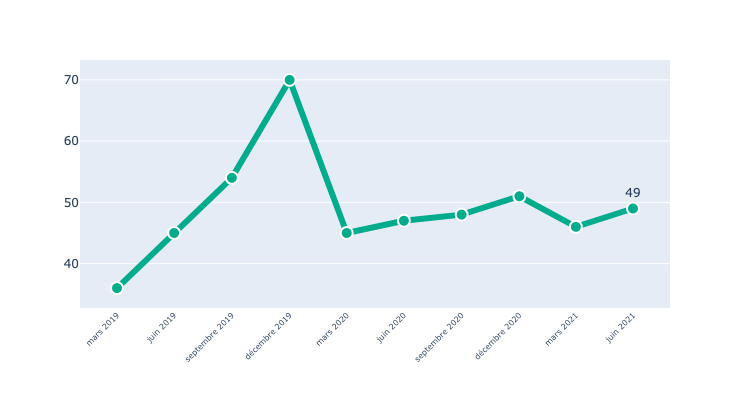 70
60
50
40
49
mars 2019
juin 2019
septembre 2019
décembre 2019
mars 2020
juin 2020
septembre 2020
décembre 2020
mars 2021
juin 2021